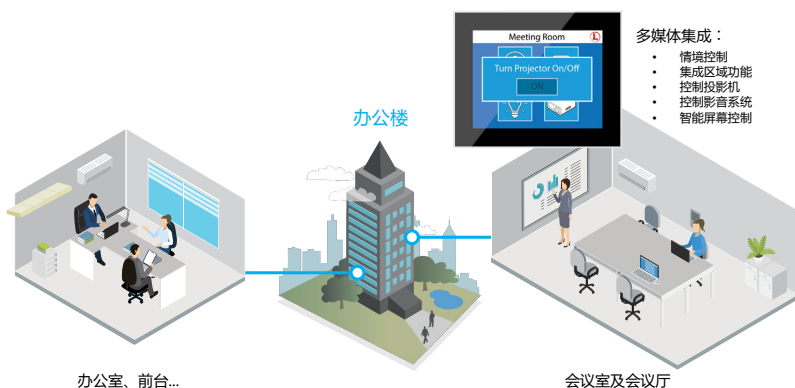 Meeting Room
Turn Projector On/Off
ON
多媒体集成：
• 情境控制
• 集成区域功能
• 控制投影机
• 控制影音系统
• 智能屏幕控制
办公楼
办公室、前台...
会议室及会议厅